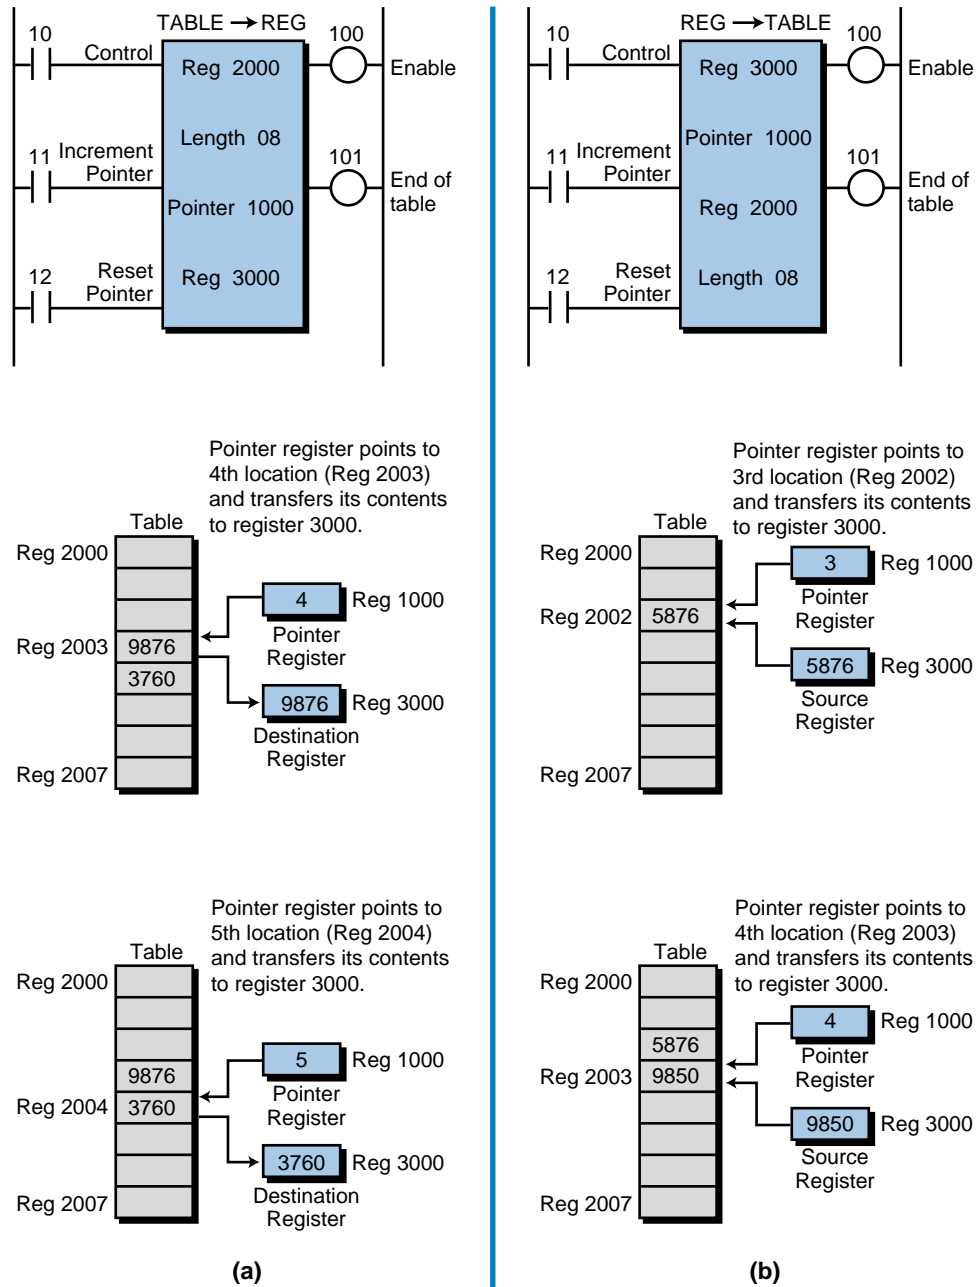 TABLE → REG
10
Control
Reg 2000
100
Enable
Length 08
11
Increment
Pointer
101
End of
table
Pointer 1000
12
Reset
Pointer
Reg 3000
Pointer register points to
4th location (Reg 2003)
and transfers its contents
to register 3000.
Table
Reg 2000
4
Reg 1000
Pointer
Register
Reg 2003
9876
3760
9876
Reg 3000
Destination
Register
Reg 2007
Pointer register points to
5th location (Reg 2004)
and transfers its contents
to register 3000.
Table
Reg 2000
5
Reg 1000
Pointer
Register
9876
Reg 2004
3760
3760
Reg 3000
Destination
Register
Reg 2007
(a)
REG → TABLE
10
Reg 3000
100
Enable
Pointer 1000
11
Increment
Pointer
101
End of
table
Reg 2000
12
Reset
Pointer
Length 08
Pointer register points to
3rd location (Reg 2002)
and transfers its contents
to register 3000.
Table
Reg 2000
3
Reg 1000
Pointer
Register
Reg 2002
5876
5876
Reg 3000
Source
Register
Reg 2007
Pointer register points to
4th location (Reg 2003)
and transfers its contents
to register 3000.
Table
Reg 2000
4
Reg 1000
Pointer
Register
5876
Reg 2003
9850
9850
Reg 3000
Source
Register
Reg 2007
(b)
Control